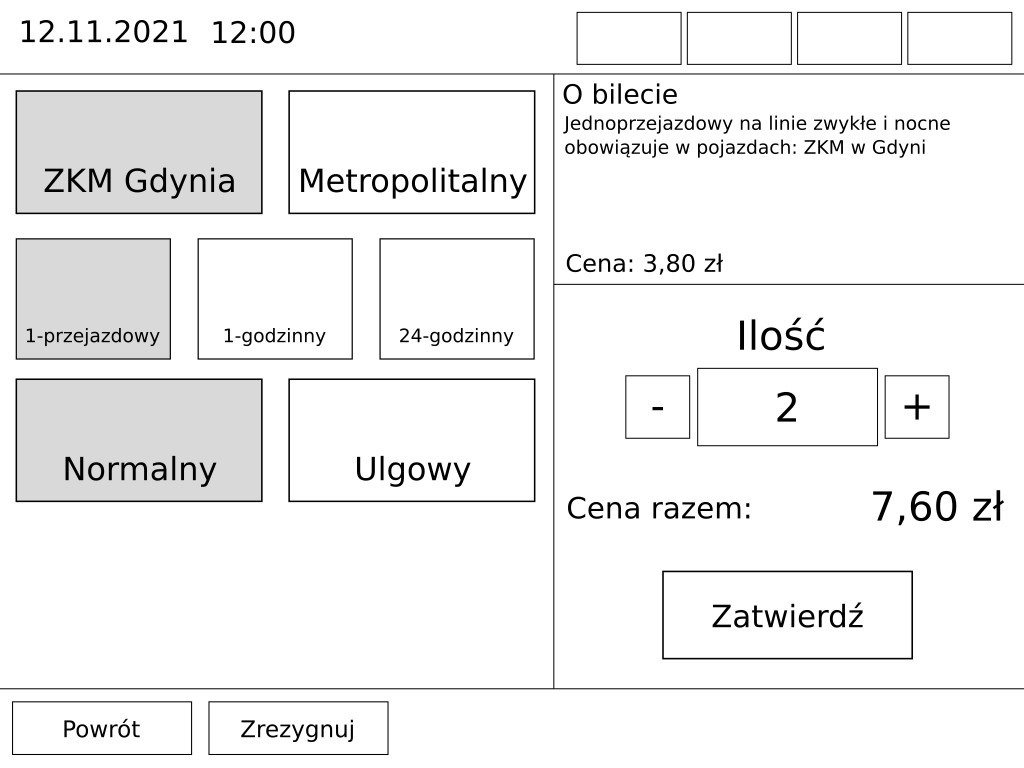 12.11.2021 12:00
ZKM Gdynia
Metropolitalny
1-przejazdowy
1-godzinny
24-godzinny
Normalny
Ulgowy
O bilecie
Jednoprzejazdowy na linie zwykłe i nocne
obowiązuje w pojazdach: ZKM w Gdyni
Cena: 3,80 zł
Ilość
-
2
+
Cena razem:
7,60 zł
Zatwierdź
Powrót
Zrezygnuj